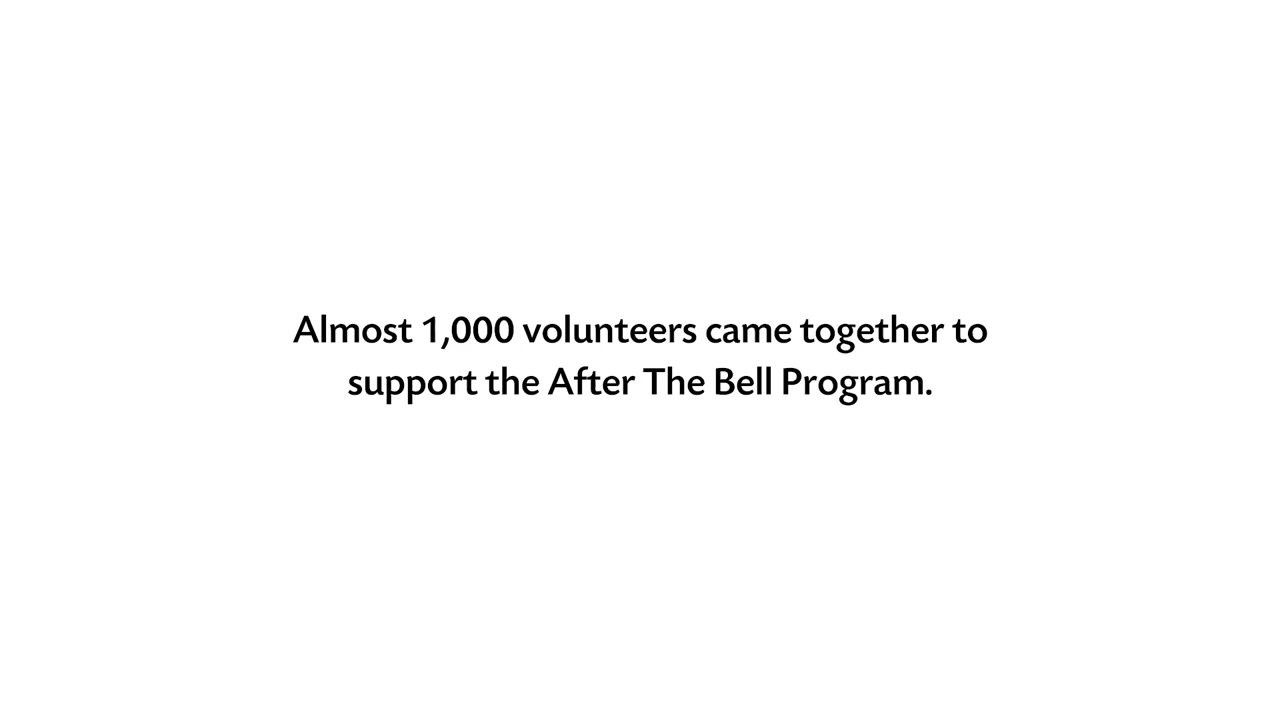 Almost 1,000 volunteers came together to
support the After The Bell Program.